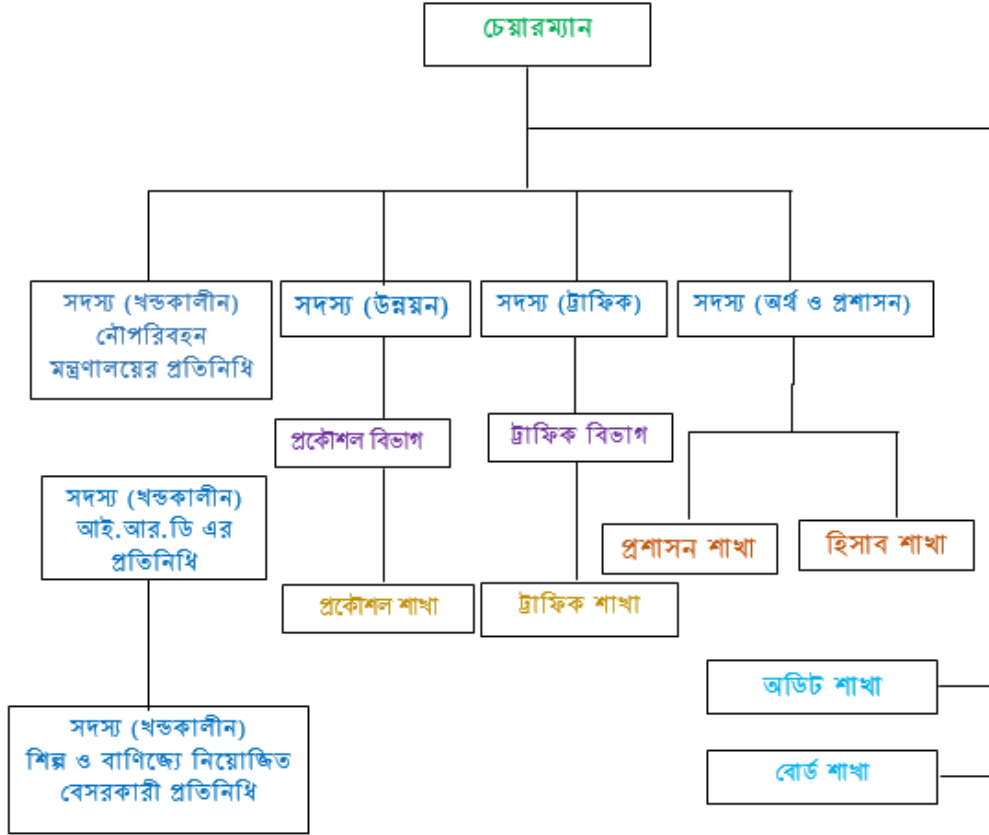 চেয়ারম্যান
সদস্য (খন্ডকালীন)
নৌপরিবহন
মন্ত্রণালয়ের প্রতিনিধি
সদস্য (উন্নয়ন)
সদস্য (ট্রাফিক)
সদস্য (অর্থ ও প্রশাসন)
প্রকৌশল বিভাগ
ট্রাফিক বিভাগ
সদস্য (খন্ডকালীন)
আই.আর.ডি এর
প্রতিনিধি
প্রশাসন শাখা
হিসাব শাখা
প্রকৌশল শাখা
ট্রাফিক শাখা
অডিট শাখা
সদস্য (খন্ডকালীন)
শিল্প ও বাণিজ্যে নিয়োজিত
বেসরকারী প্রতিনিধি
বোর্ড শাখা